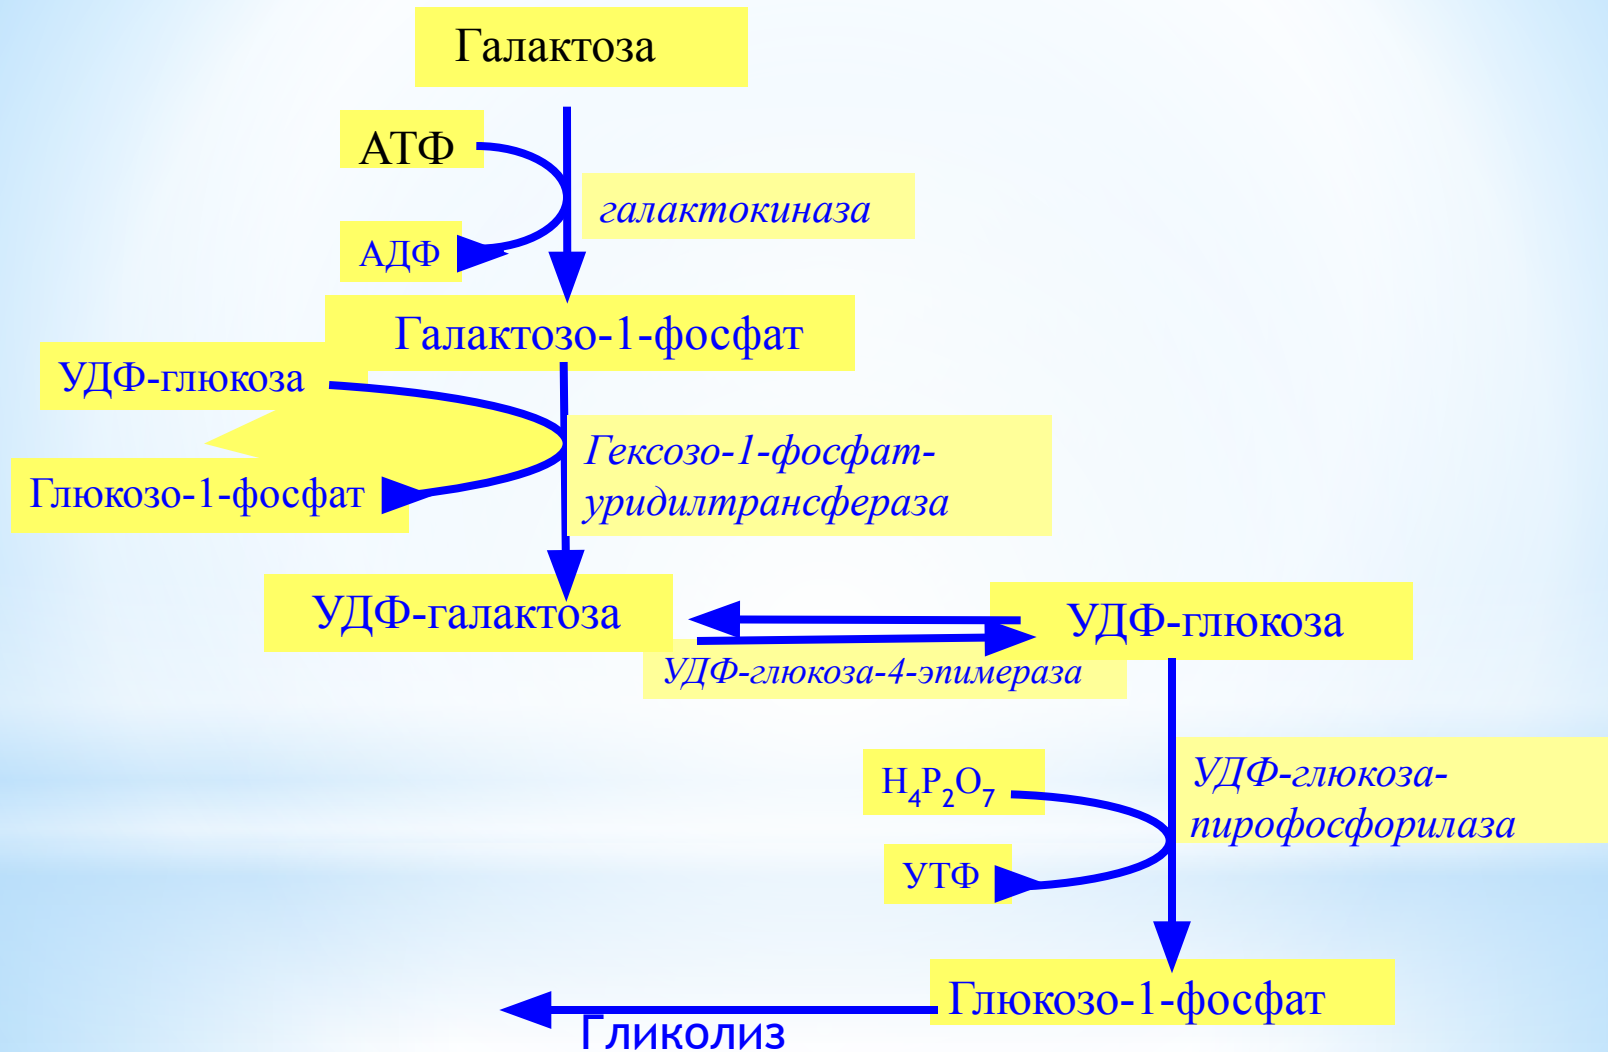 Галактоза
АТФ
галактокиназа
АДФ
Галактозо-1-фосфат
УДФ-глюкоза
Гексозо-1-фосфат-
уридилтрансфераза
Глюкозо-1-фосфат
УДФ-галактоза
УДФ-глюкоза
УДФ-глюкоза-4-эпимераза
H₄P₂O₇
УДФ-глюкоза-
пирофосфорилаза
УТФ
Глюкозо-1-фосфат
Гликолиз